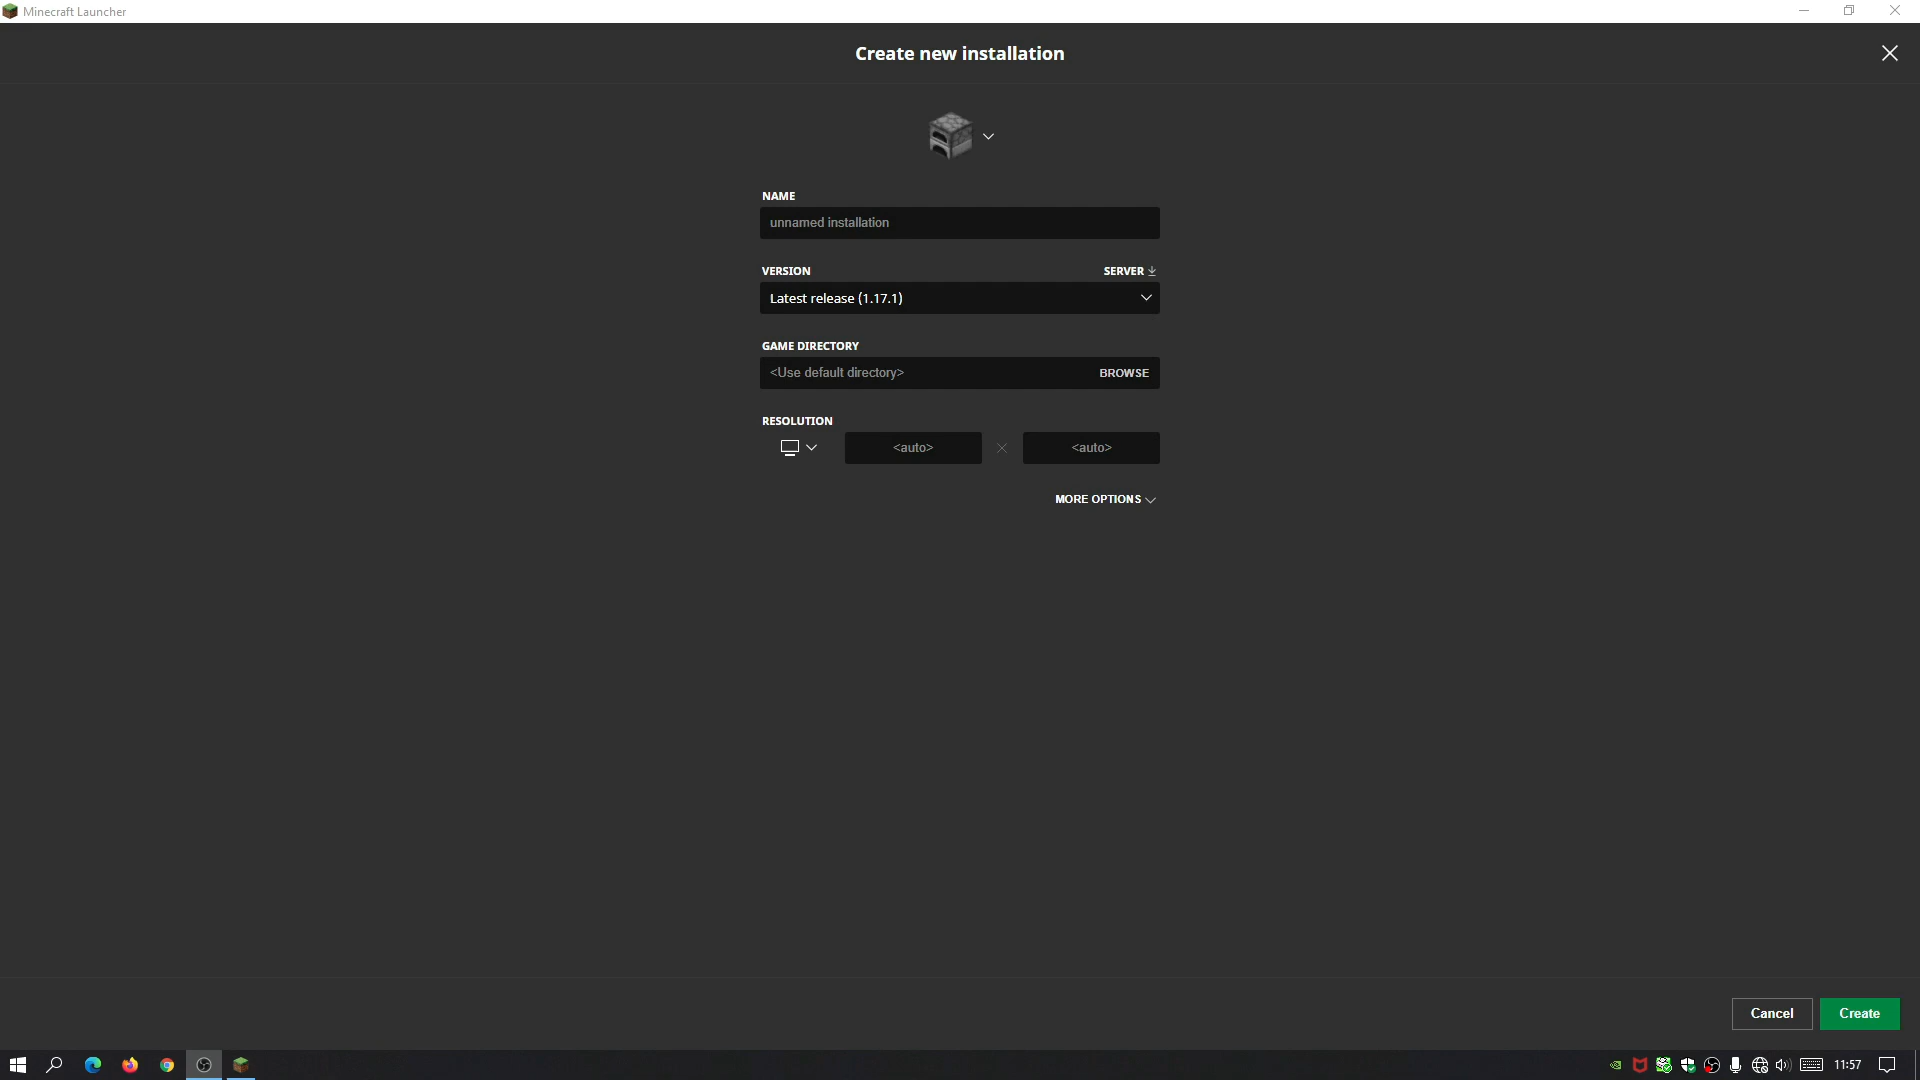 Minecraft Launcher
Create new installation
NAME
unnamed installation
VERSION
SERVER
Latest release (1.17.1)
GAME DIRECTORY
<Use default directory>
BROWSE
RESOLUTION
<auto>
<auto>
MORE OPTIONS
Cancel
Create
11:57